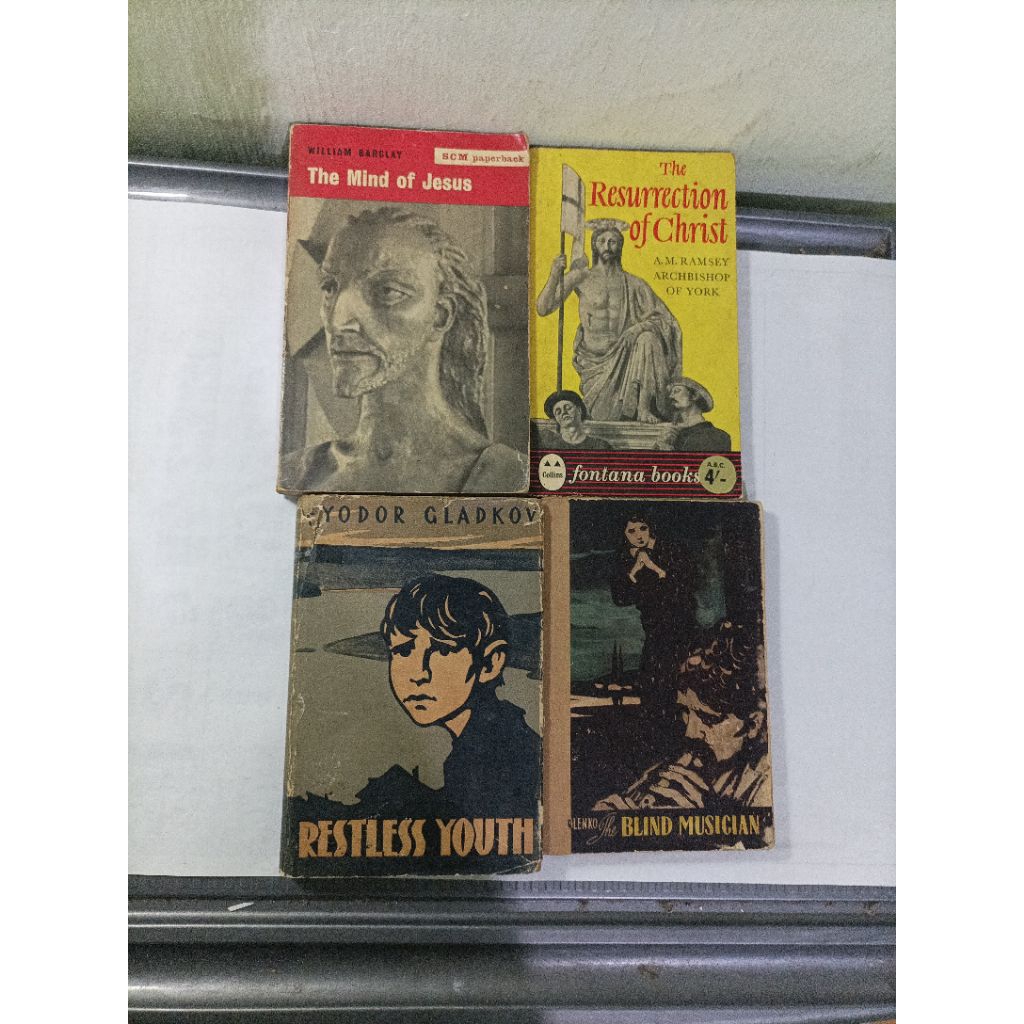 WILLIAM BARCLAY
SCM paperback
The Mind of Jesus
The
Resurrection
of Christ
A. M. RAMSEY
ARCHBISHOP
OF YORK
Collins
fontana books
A.B.C.
4/-
YODOR GLADKOV
RESTLESS YOUTH
LENKO The BLIND MUSICIAN